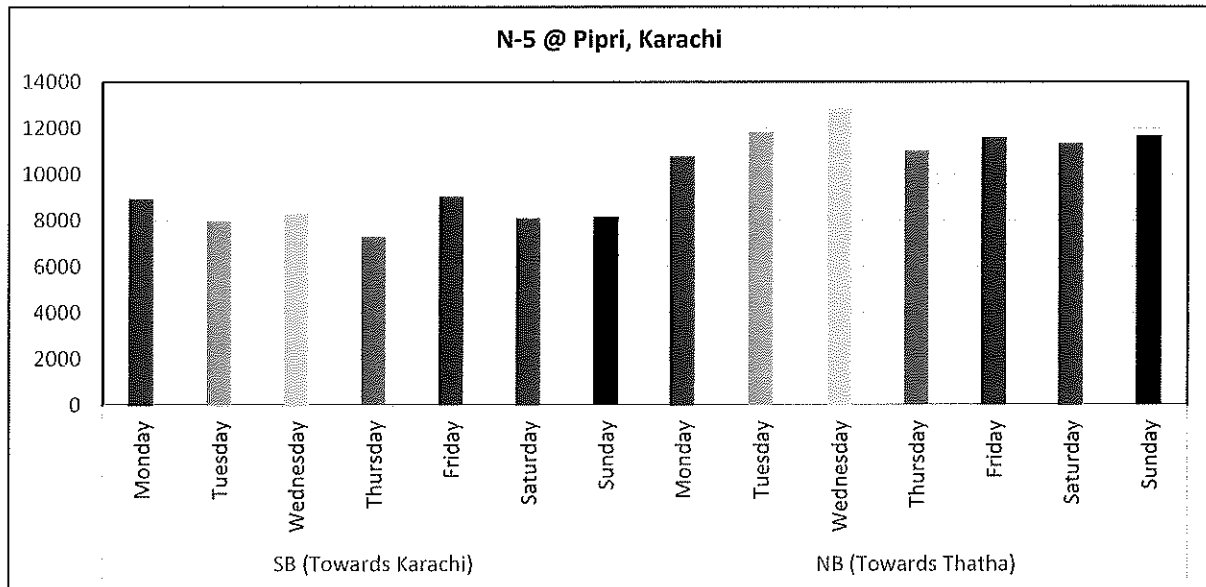 N-5 @ Pipri, Karachi
14000
12000
10000
8000
6000
4000
2000
0
Monday
Tuesday
Wednesday
Thursday
Friday
Saturday
Sunday
Monday
Tuesday
Wednesday
Thursday
Friday
Saturday
Sunday
SB (Towards Karachi)
NB (Towards Thatha)